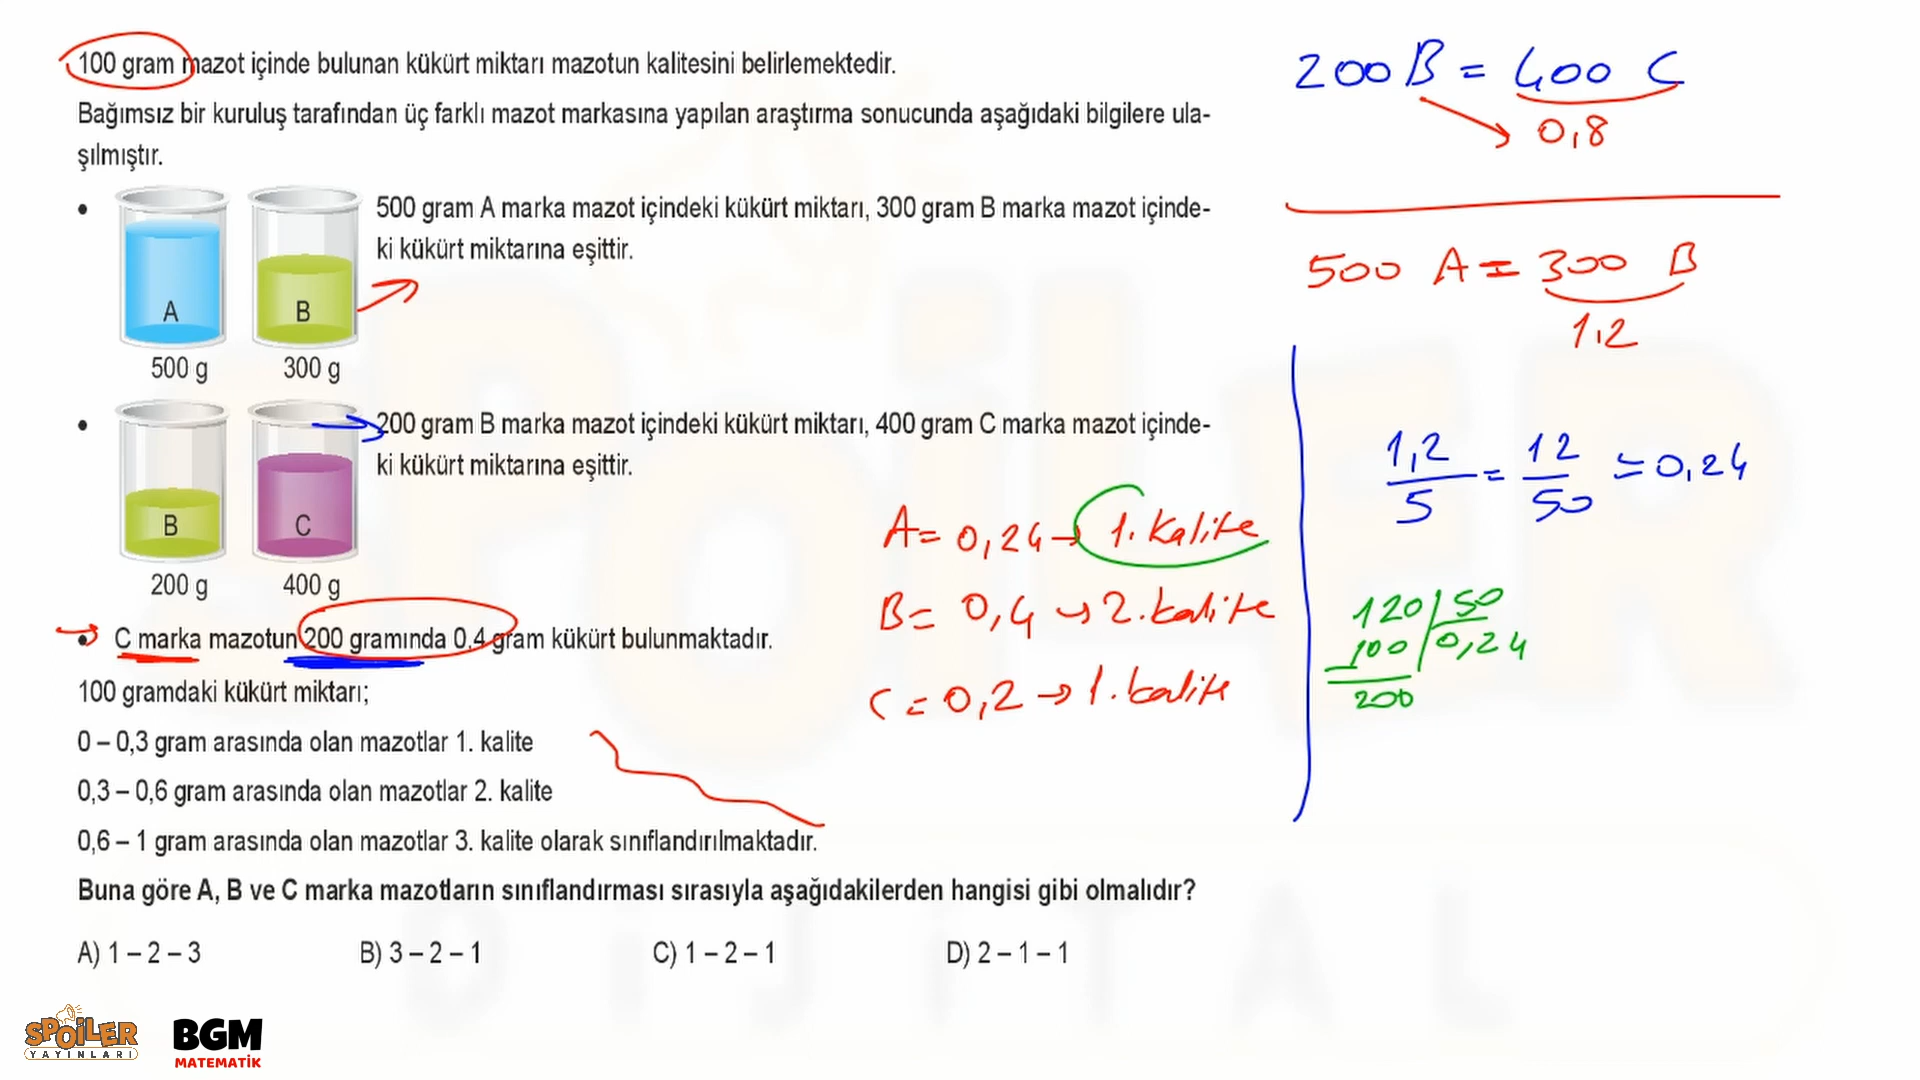 100 gram mazot içinde bulunan kükürt miktarı mazotun kalitesini belirlemektedir.
Bağımsız bir kuruluş tarafından üç farklı mazot markasına yapılan araştırma sonucunda aşağıdaki bilgilere ula-
şılmıştır.
• 500 gram A marka mazot içindeki kükürt miktarı, 300 gram B marka mazot içinde-
ki kükürt miktarına eşittir.
A B
500 g 300 g
• 200 gram B marka mazot içindeki kükürt miktarı, 400 gram C marka mazot içinde-
ki kükürt miktarına eşittir.
B C
200 g 400 g
• C marka mazotun 200 gramında 0,4 gram kükürt bulunmaktadır.
100 gramdaki kükürt miktarı;
0 – 0,3 gram arasında olan mazotlar 1. kalite
0,3 – 0,6 gram arasında olan mazotlar 2. kalite
0,6 – 1 gram arasında olan mazotlar 3. kalite olarak sınıflandırılmaktadır.
Buna göre A, B ve C marka mazotların sınıflandırması sırasıyla aşağıdakilerden hangisi gibi olmalıdır?
A) 1 – 2 – 3 B) 3 – 2 – 1 C) 1 – 2 – 1 D) 2 – 1 – 1
A = 0,24 → 1. kalite
B = 0,4 → 2. kalite
C = 0,2 → 1. kalite
200 B = 400 C
0,8
500 A = 300 B
1,2
1,2/5 = 12/50 = 0,24
120 50
100 0,24
200
SPOiLER
YAYINLARI
BGM
MATEMATİK
SPOiLER
DİJİTAL